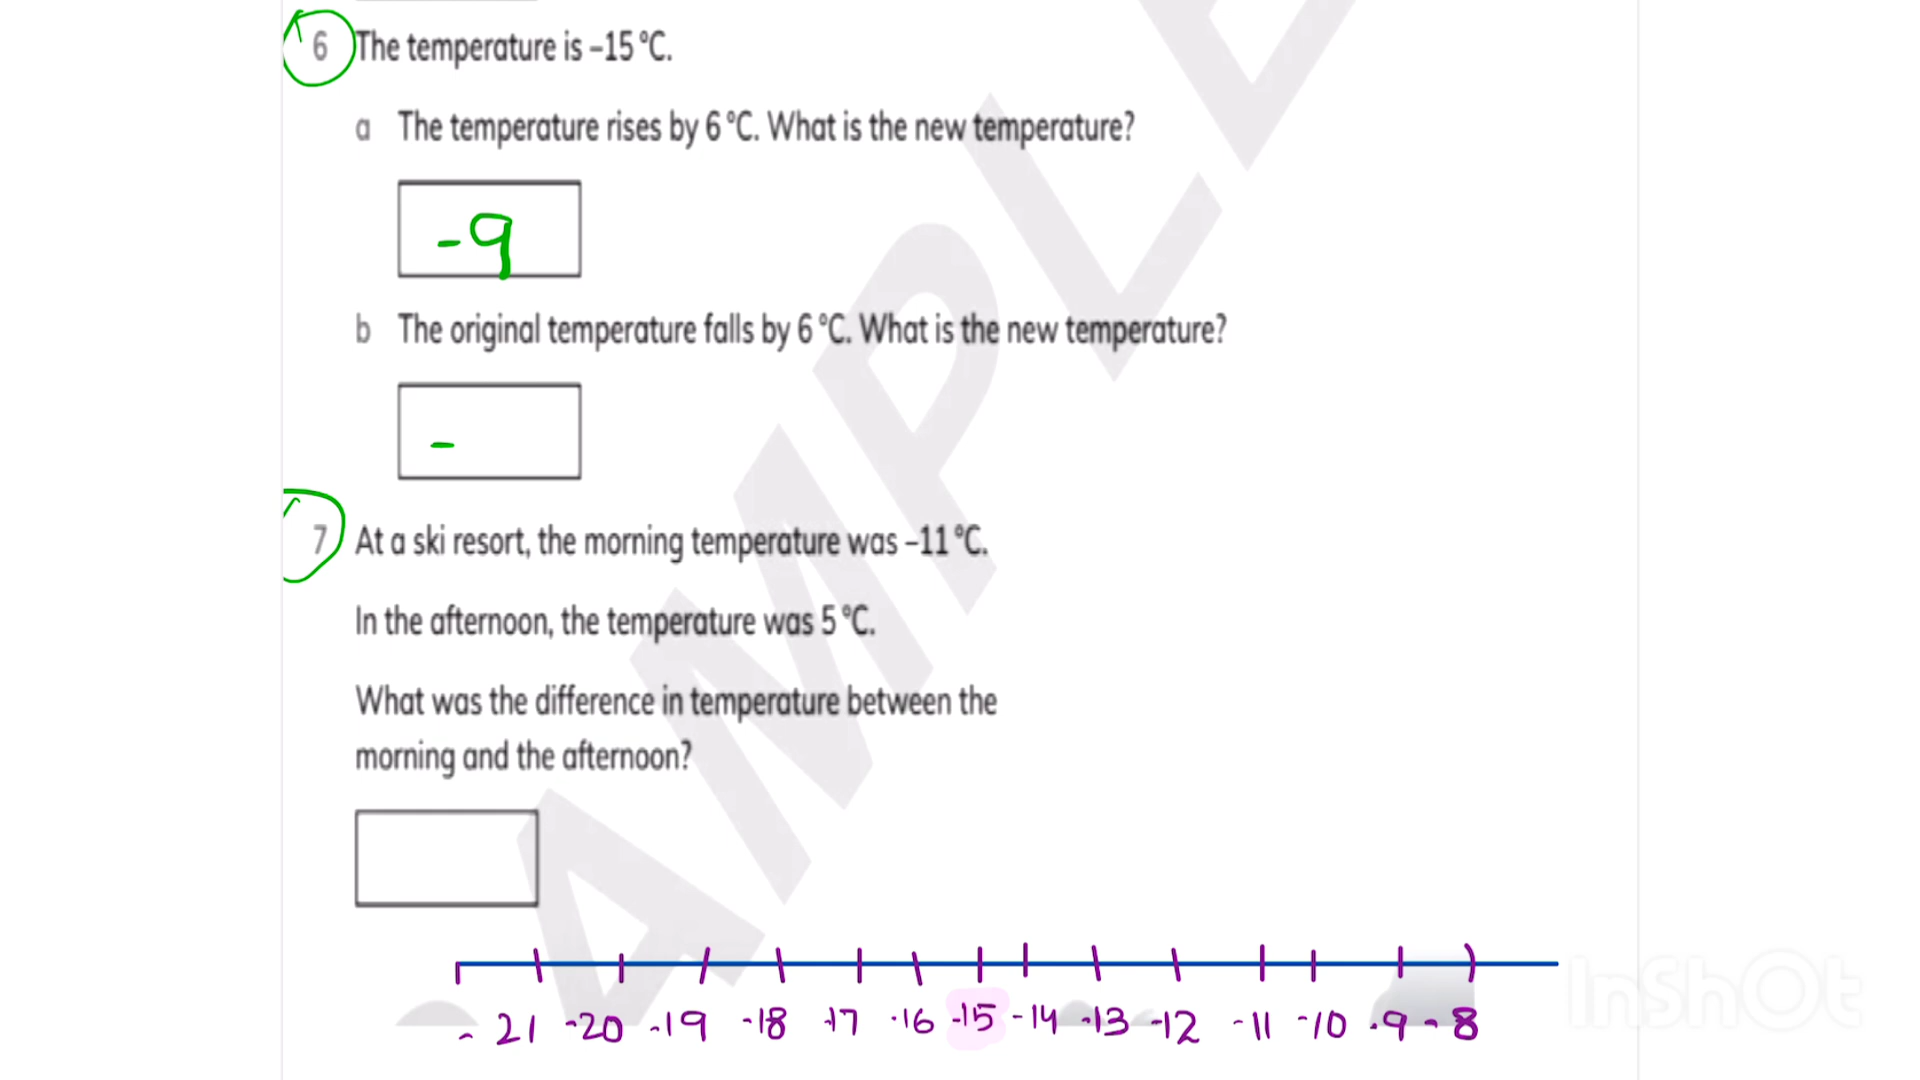 6 The temperature is –15 °C.
a The temperature rises by 6 °C. What is the new temperature?
-9
b The original temperature falls by 6 °C. What is the new temperature?
-
7 At a ski resort, the morning temperature was –11 °C.
In the afternoon, the temperature was 5 °C.
What was the difference in temperature between the
morning and the afternoon?
-21 -20 -19 -18 -17 -16 -15 -14 -13 -12 -11 -10 -9 -8
AMPLE
InShOt